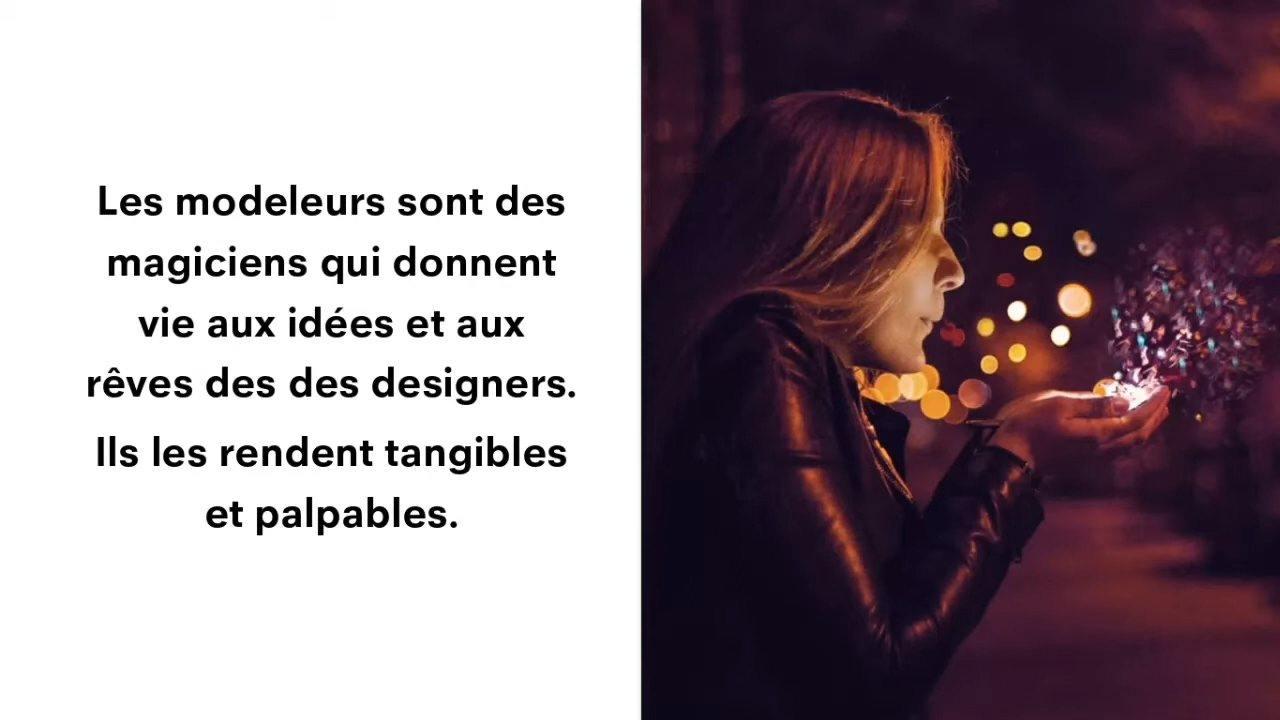 Les modeleurs sont des
magiciens qui donnent
vie aux idées et aux
rêves des des designers.
Ils les rendent tangibles
et palpables.